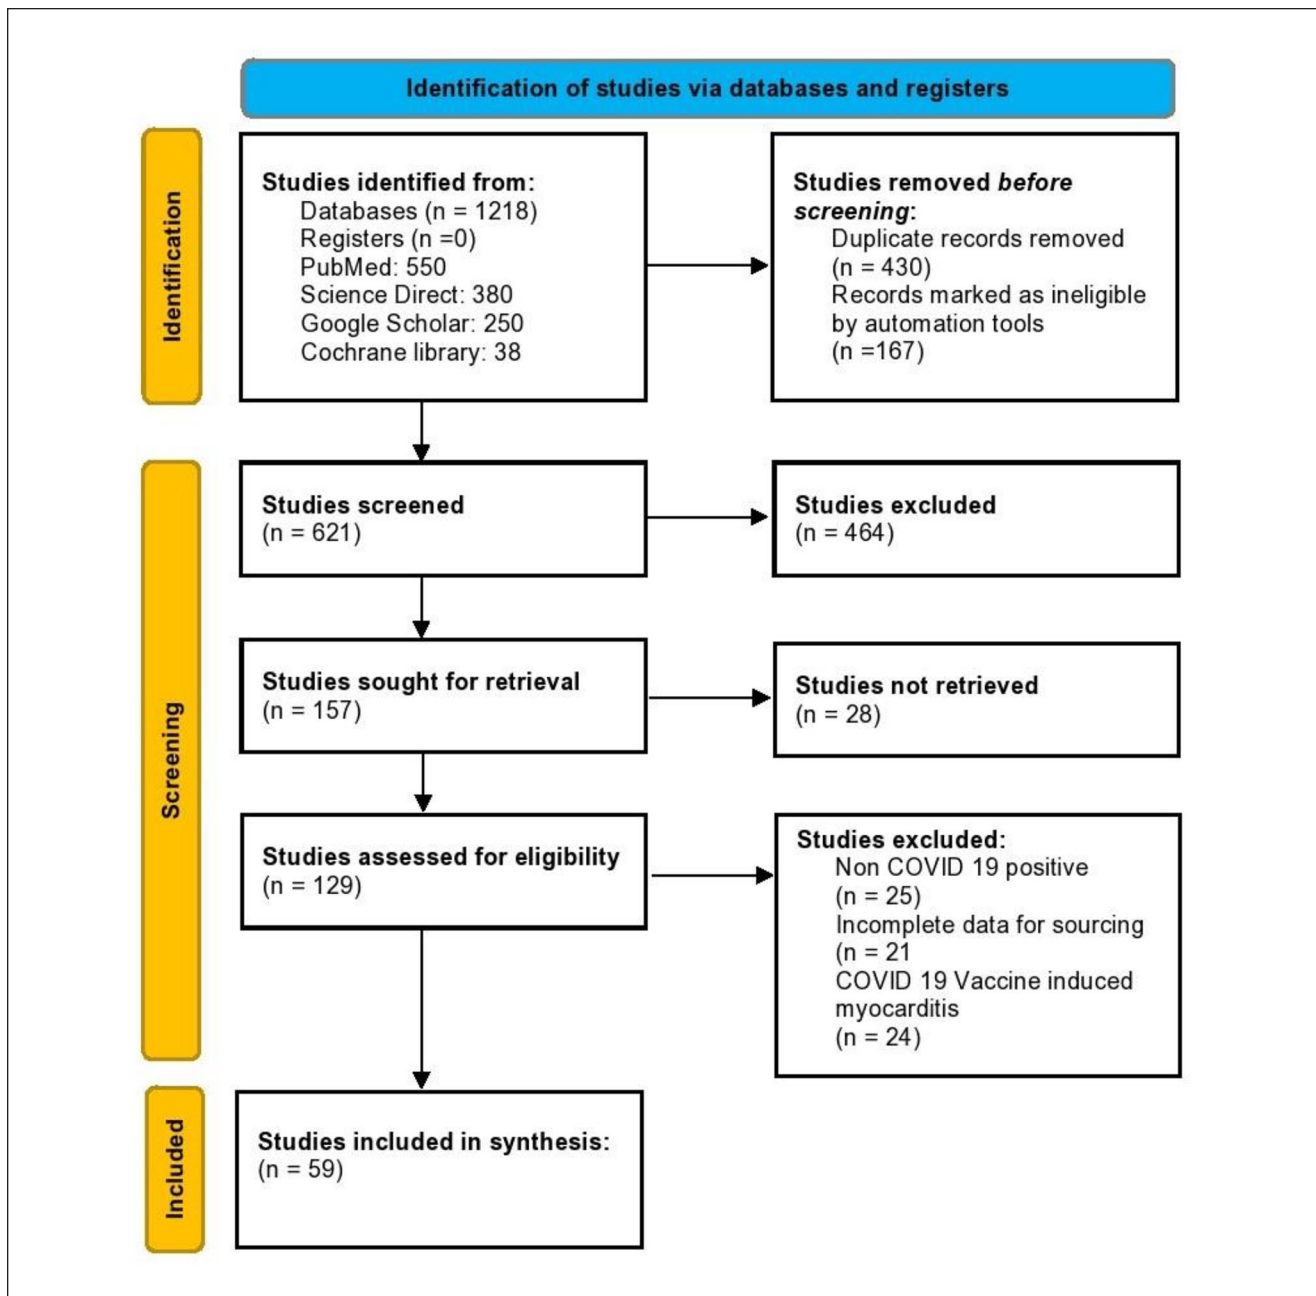 Identification of studies via databases and registers
Identification
Studies identified from:
Databases (n = 1218)
Registers (n =0)
PubMed: 550
Science Direct: 380
Google Scholar: 250
Cochrane library: 38
Studies removed before
screening:
Duplicate records removed
(n = 430)
Records marked as ineligible
by automation tools
(n =167)
Screening
Studies screened
(n = 621)
Studies excluded
(n = 464)
Studies sought for retrieval
(n = 157)
Studies not retrieved
(n = 28)
Studies assessed for eligibility
(n = 129)
Studies excluded:
Non COVID 19 positive
(n = 25)
Incomplete data for sourcing
(n = 21
COVID 19 Vaccine induced
myocarditis
(n = 24)
Included
Studies included in synthesis:
(n = 59)